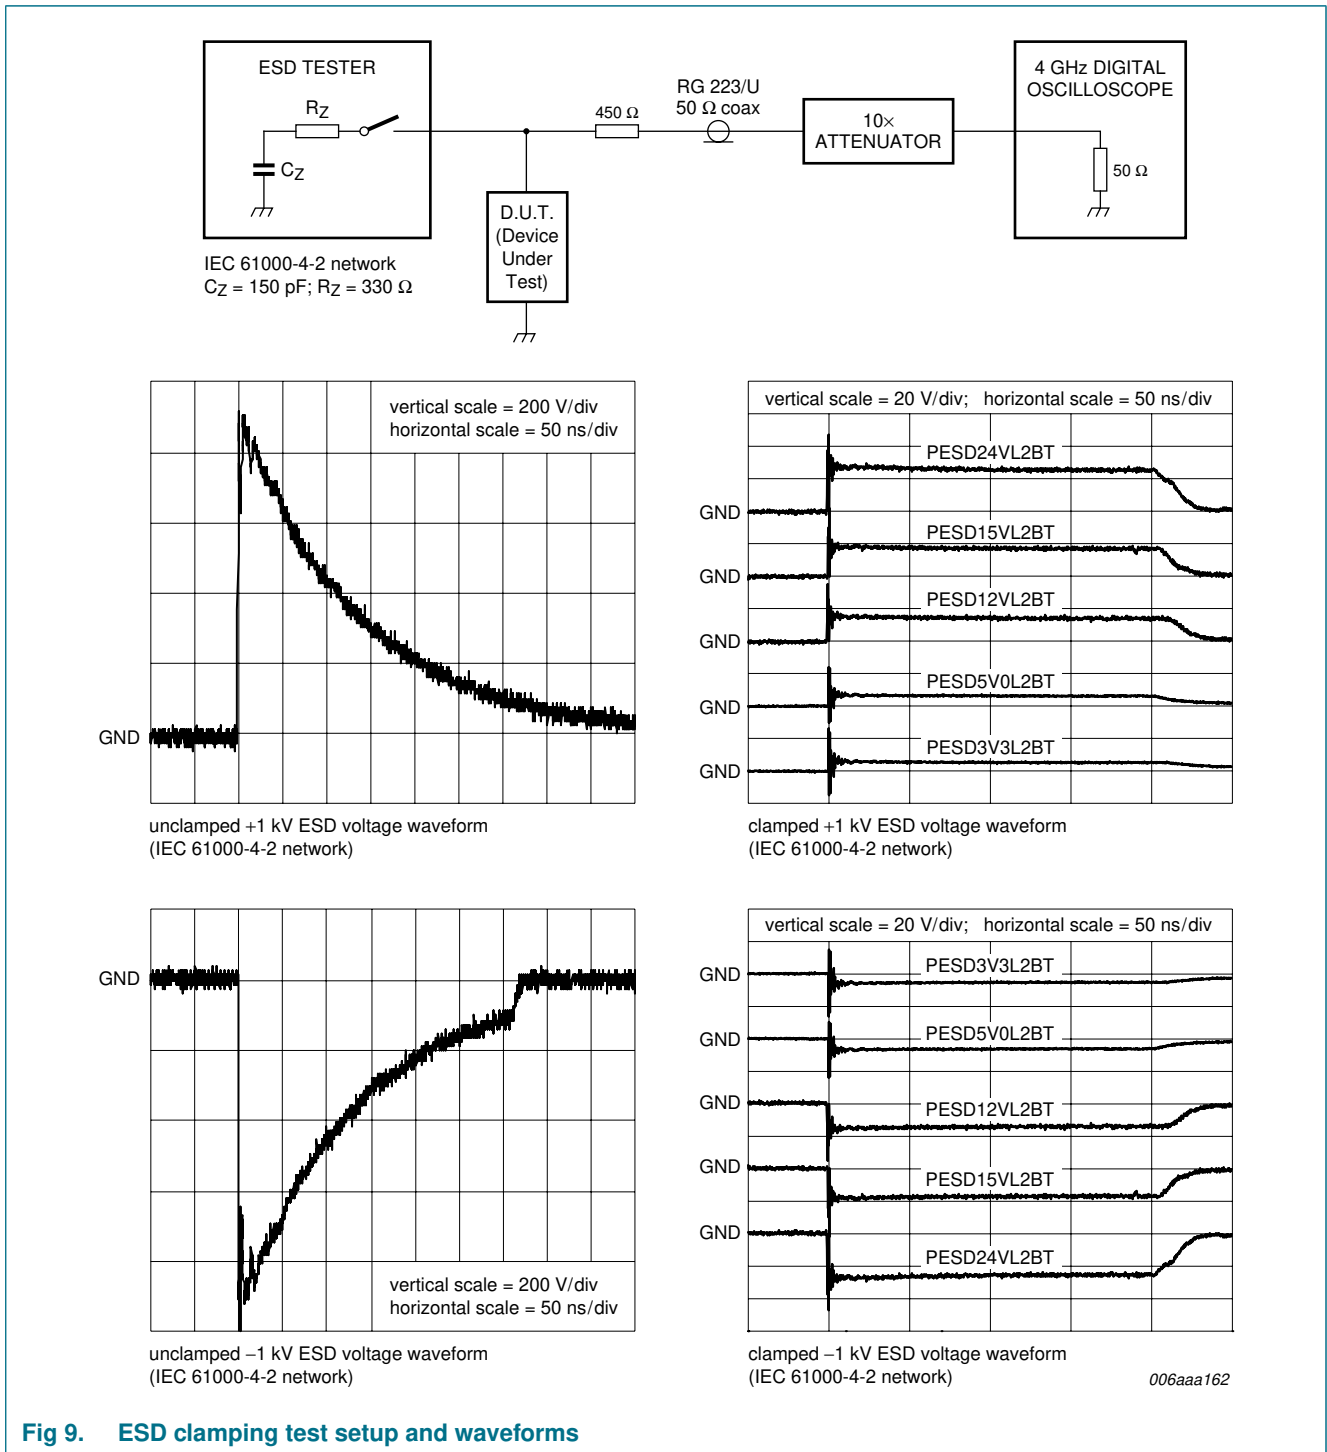 ESD TESTER
RZ
CZ
IEC 61000-4-2 network
CZ = 150 pF; RZ = 330 Ω
D.U.T.
(Device
Under
Test)
450 Ω
RG 223/U
50 Ω coax
10×
ATTENUATOR
4 GHz DIGITAL
OSCILLOSCOPE
50 Ω
vertical scale = 200 V/div
horizontal scale = 50 ns/div
GND
unclamped +1 kV ESD voltage waveform
(IEC 61000-4-2 network)
vertical scale = 20 V/div; horizontal scale = 50 ns/div
PESD24VL2BT
GND
PESD15VL2BT
GND
PESD12VL2BT
GND
PESD5V0L2BT
GND
PESD3V3L2BT
GND
clamped +1 kV ESD voltage waveform
(IEC 61000-4-2 network)
GND
vertical scale = 200 V/div
horizontal scale = 50 ns/div
unclamped −1 kV ESD voltage waveform
(IEC 61000-4-2 network)
vertical scale = 20 V/div; horizontal scale = 50 ns/div
GND
PESD3V3L2BT
GND
PESD5V0L2BT
GND
PESD12VL2BT
GND
PESD15VL2BT
GND
PESD24VL2BT
clamped −1 kV ESD voltage waveform
(IEC 61000-4-2 network)
006aaa162
Fig 9. ESD clamping test setup and waveforms